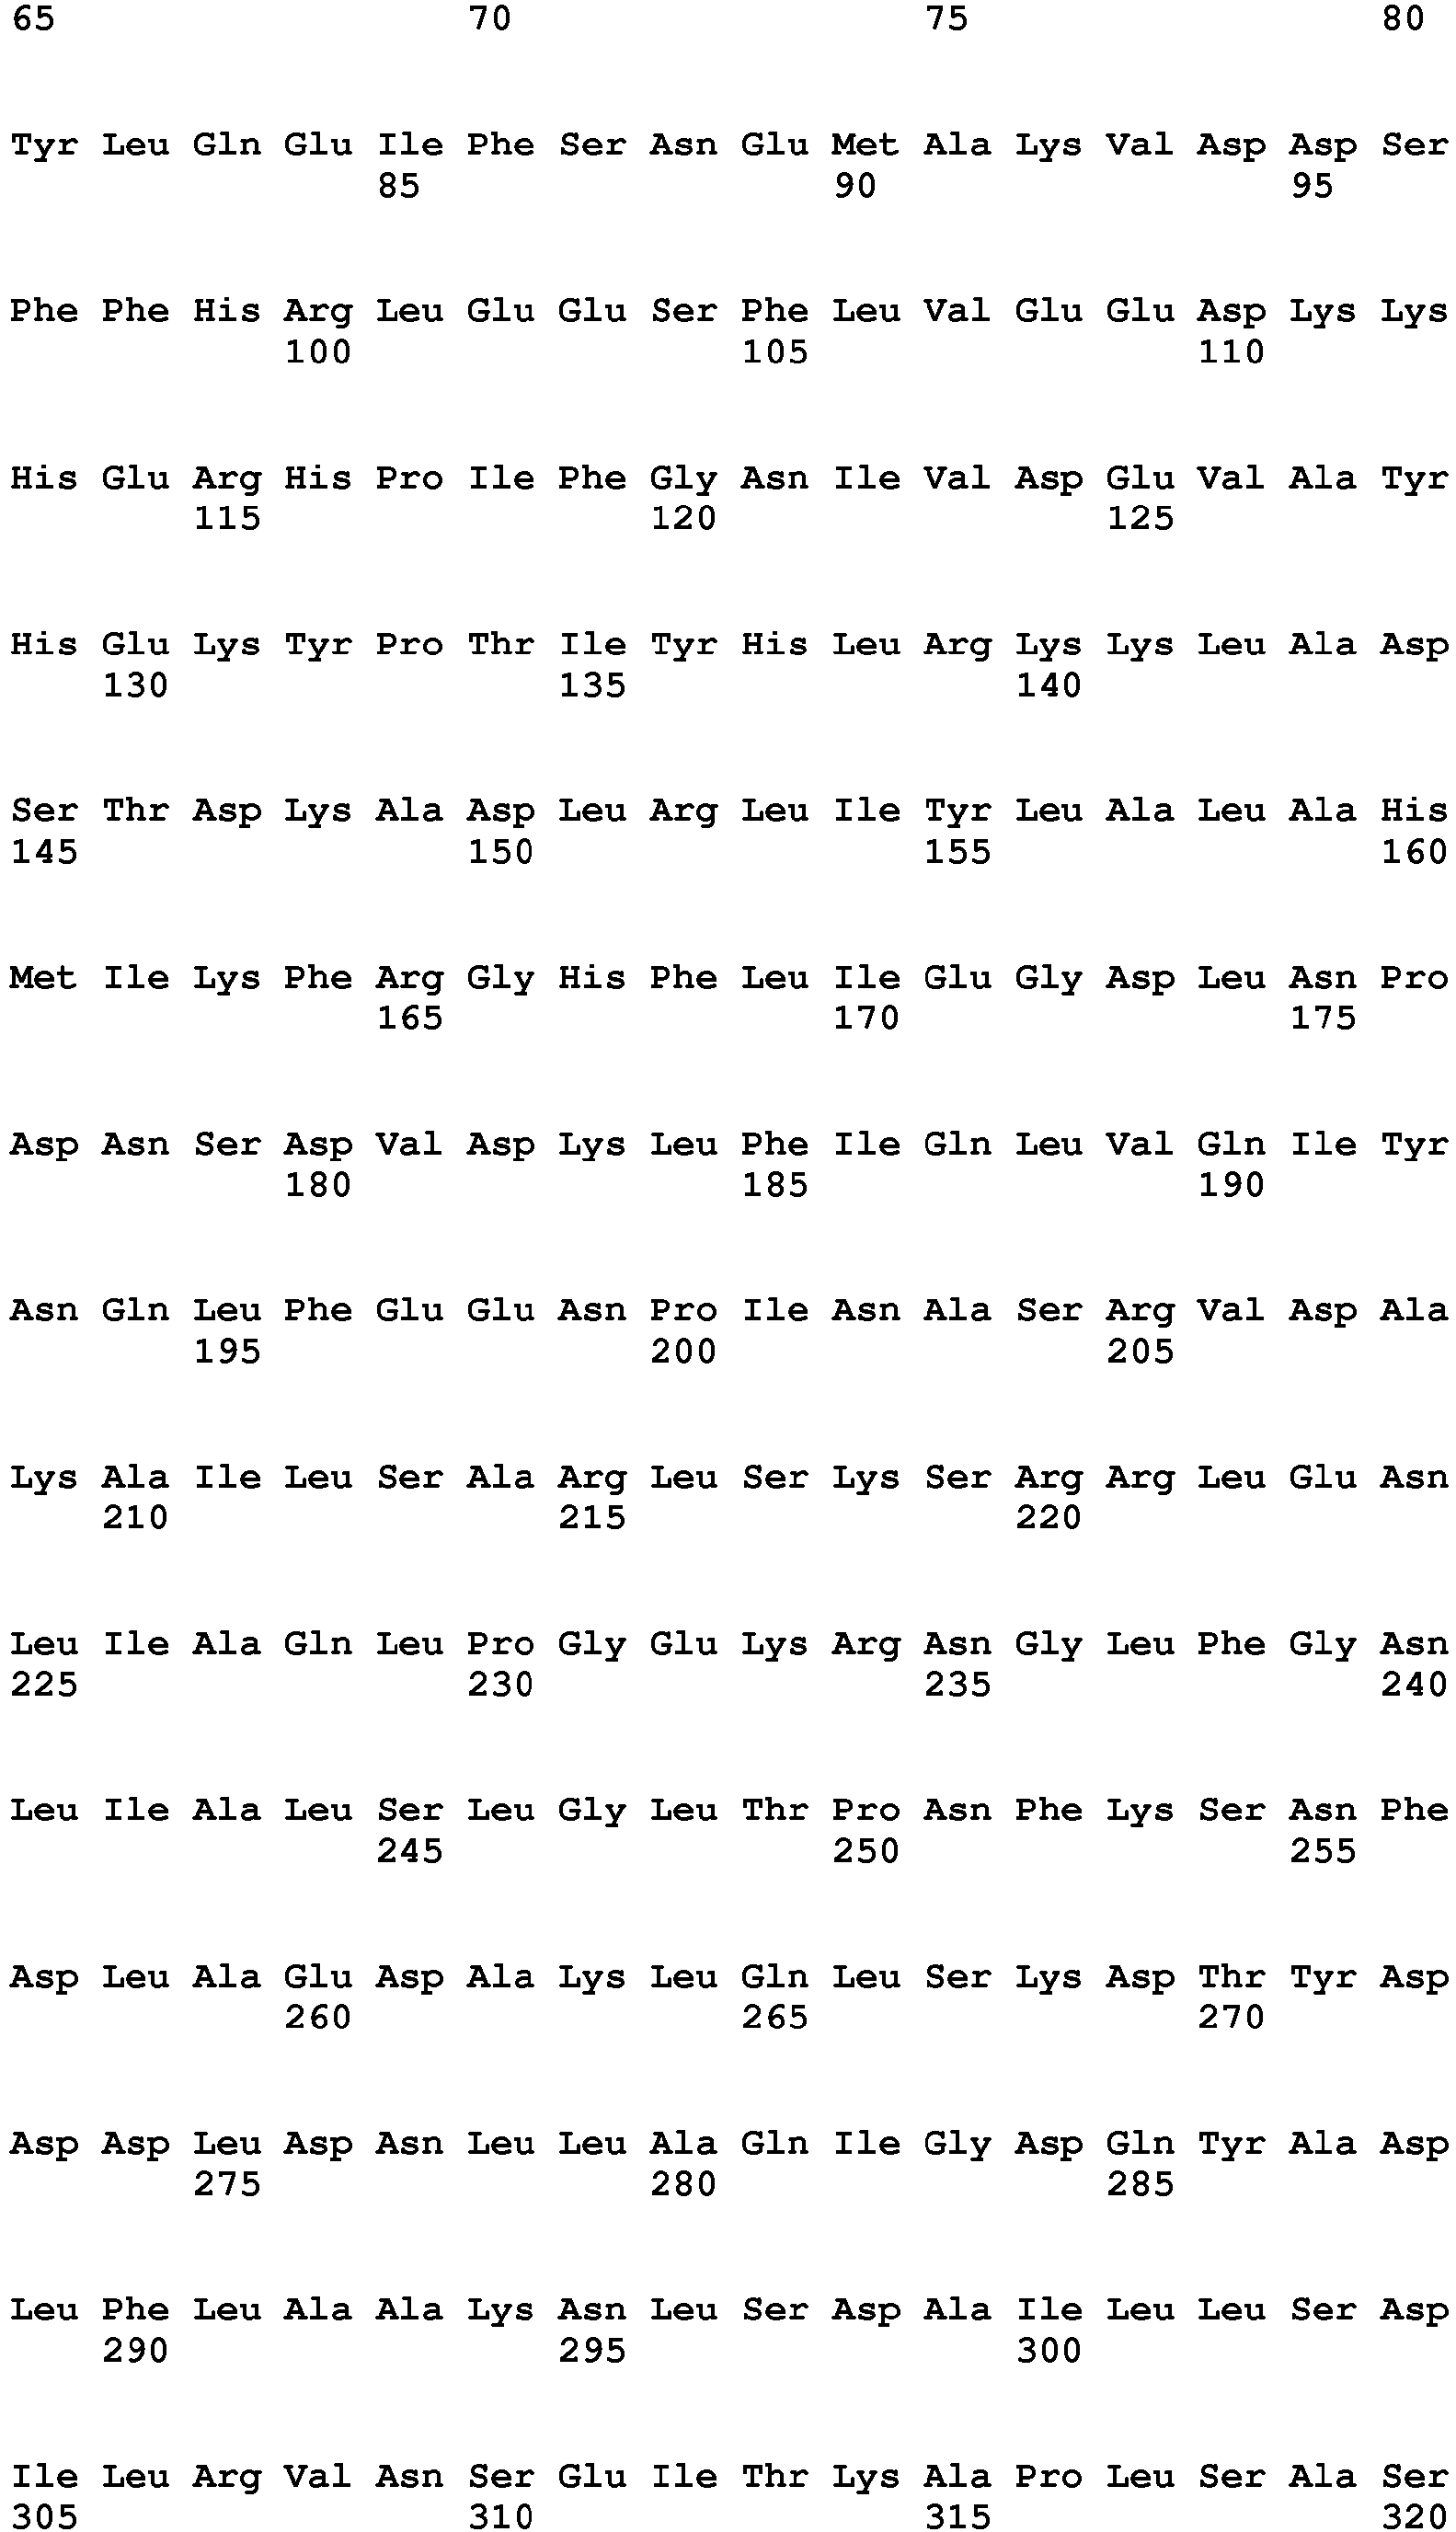 65 70 75 80
Tyr Leu Gln Glu Ile Phe Ser Asn Glu Met Ala Lys Val Asp Asp Ser
85 90 95
Phe Phe His Arg Leu Glu Glu Ser Phe Leu Val Glu Glu Asp Lys Lys
100 105 110
His Glu Arg His Pro Ile Phe Gly Asn Ile Val Asp Glu Val Ala Tyr
115 120 125
His Glu Lys Tyr Pro Thr Ile Tyr His Leu Arg Lys Lys Leu Ala Asp
130 135 140
Ser Thr Asp Lys Ala Asp Leu Arg Leu Ile Tyr Leu Ala Leu Ala His
145 150 155 160
Met Ile Lys Phe Arg Gly His Phe Leu Ile Glu Gly Asp Leu Asn Pro
165 170 175
Asp Asn Ser Asp Val Asp Lys Leu Phe Ile Gln Leu Val Gln Ile Tyr
180 185 190
Asn Gln Leu Phe Glu Glu Asn Pro Ile Asn Ala Ser Arg Val Asp Ala
195 200 205
Lys Ala Ile Leu Ser Ala Arg Leu Ser Lys Ser Arg Arg Leu Glu Asn
210 215 220
Leu Ile Ala Gln Leu Pro Gly Glu Lys Arg Asn Gly Leu Phe Gly Asn
225 230 235 240
Leu Ile Ala Leu Ser Leu Gly Leu Thr Pro Asn Phe Lys Ser Asn Phe
245 250 255
Asp Leu Ala Glu Asp Ala Lys Leu Gln Leu Ser Lys Asp Thr Tyr Asp
260 265 270
Asp Asp Leu Asp Asn Leu Leu Ala Gln Ile Gly Asp Gln Tyr Ala Asp
275 280 285
Leu Phe Leu Ala Ala Lys Asn Leu Ser Asp Ala Ile Leu Leu Ser Asp
290 295 300
Ile Leu Arg Val Asn Ser Glu Ile Thr Lys Ala Pro Leu Ser Ala Ser
305 310 315 320